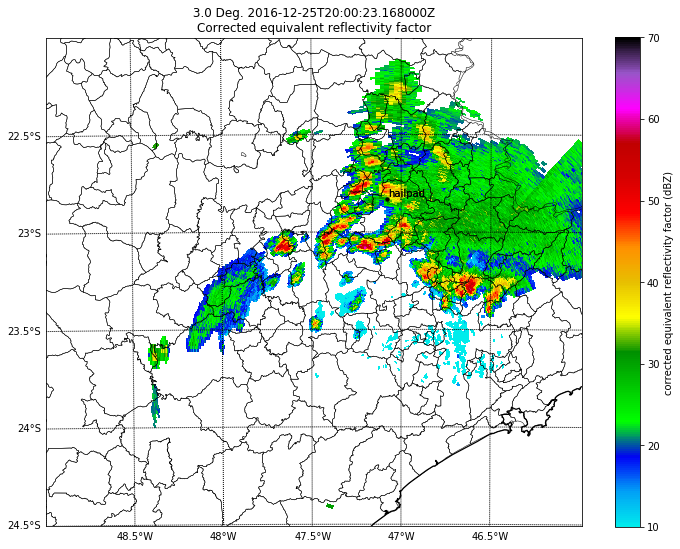 3.0 Deg. 2016-12-25T20:00:23.168000Z
Corrected equivalent reflectivity factor
22.5°S
23°S
23.5°S
24°S
24.5°S
48.5°W
48°W
47.5°W
47°W
46.5°W
hailpad
70
60
50
40
30
20
10
corrected equivalent reflectivity factor (dBZ)